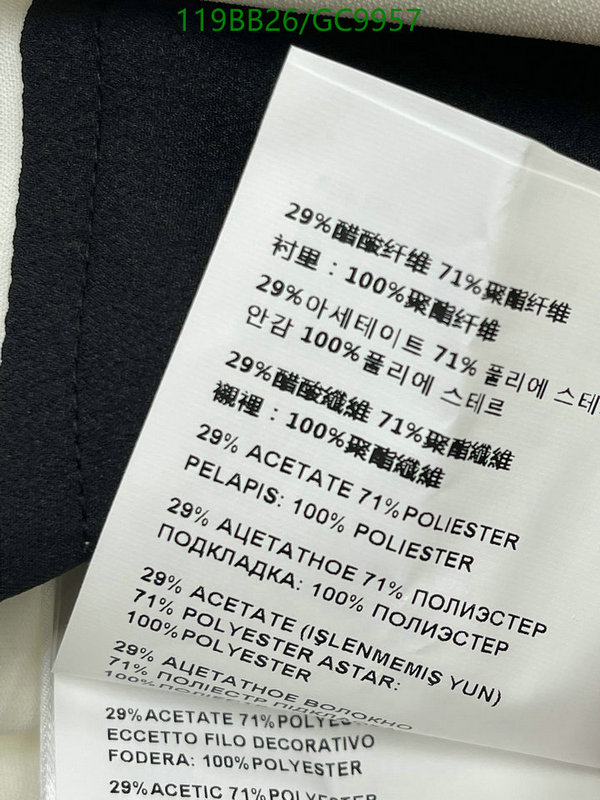 119BB26/GC9957
29%醋酸纤维 71%聚酯纤维
衬里：100%聚酯纤维
29%아세테이트 71% 폴리에 스테
안감 100%폴리에 스테르
29%醋酸纖維 71%聚酯纖維
襯裡：100%聚酯纖維
29% ACETATE 71%POLIESTER
PELAPIS: 100% POLIESTER
29% АЦЕТАТНОЕ 71% ПОЛИЭСТЕР
ПОДКЛАДКА: 100% ПОЛИЭСТЕР
29% ACETATE (IŞLENMEMIŞ YUN)
71% POLYESTER ASTAR:
100%POLYESTER
29% АЦЕТАТНОЕ ВОЛОКНО
71% ПОЛІЕСТР
29%ACETATE 71%POLYES
ECCETTO FILO DECORATIVO
FODERA: 100%POLYESTER
29%ACETIC 71%POLYESTER